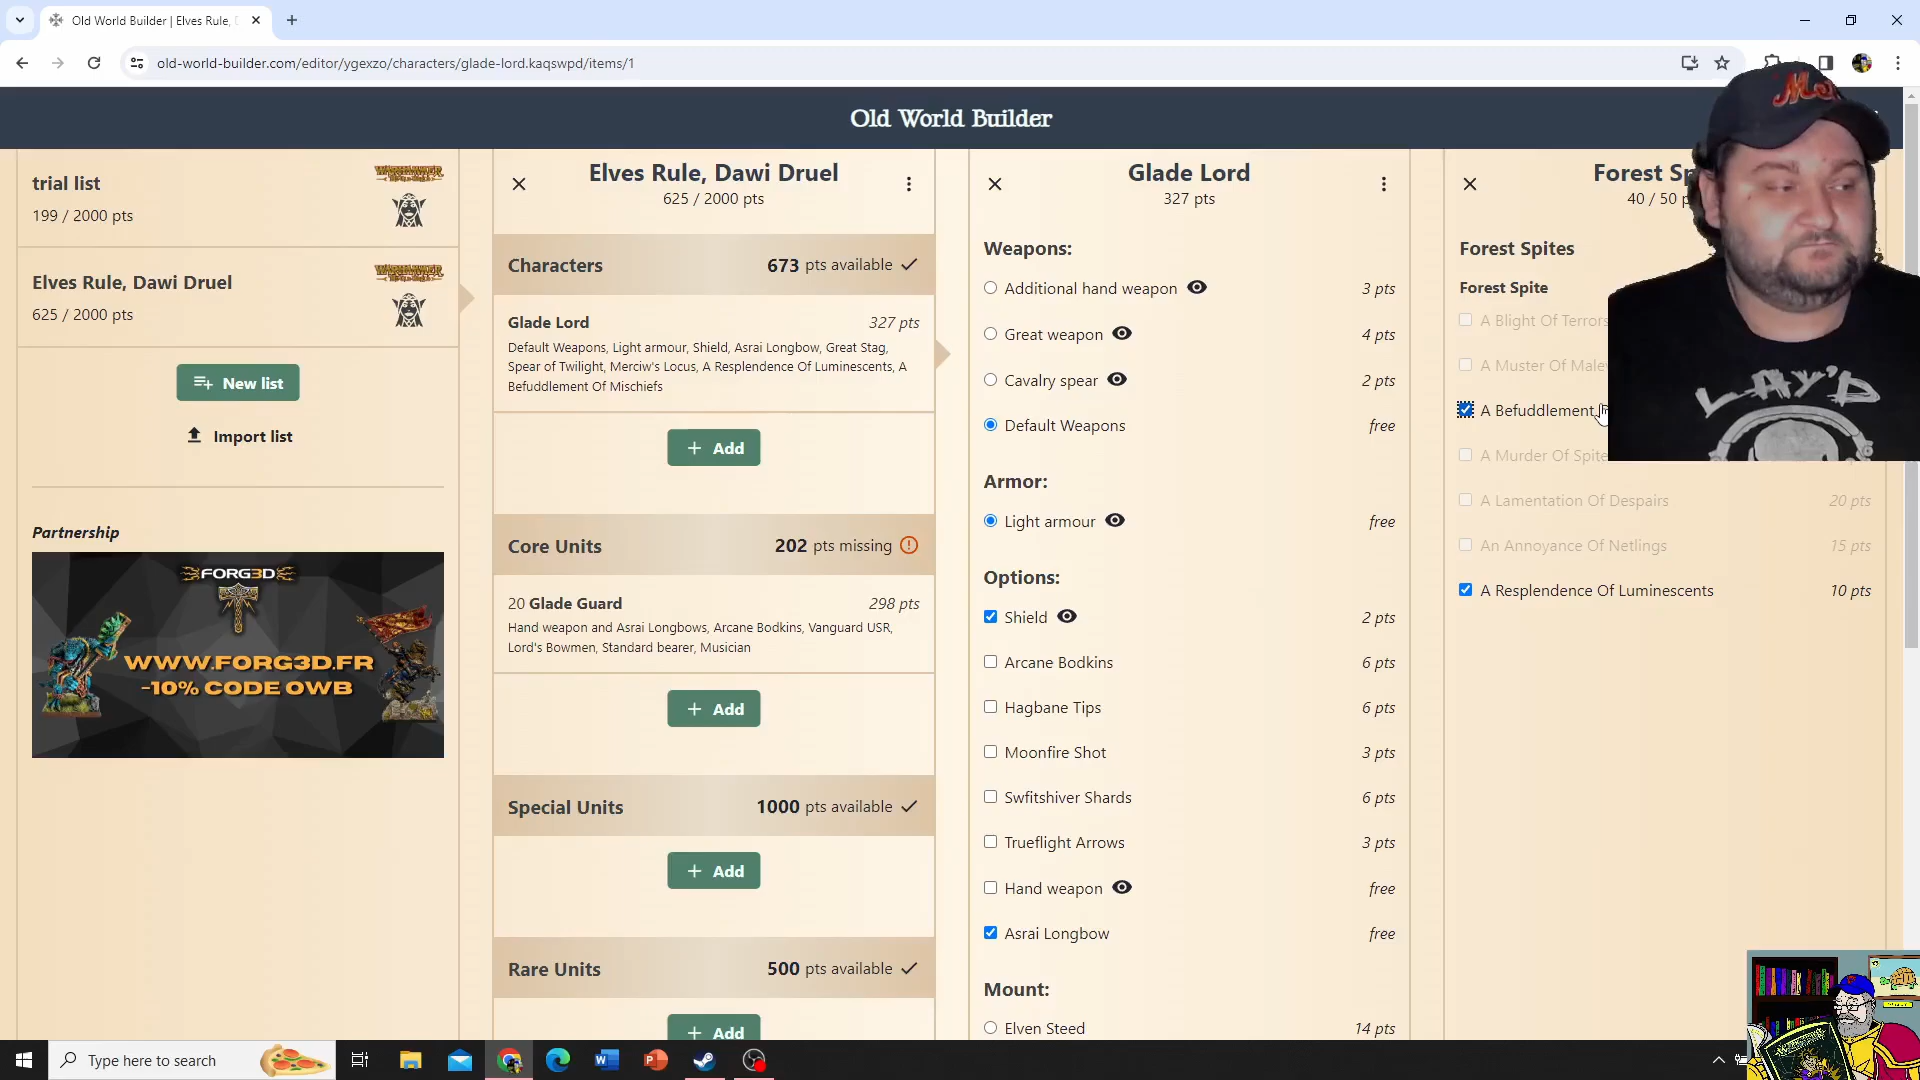 Old World Builder | Elves Rule, D
old-world-builder.com/editor/ygexzo/characters/glade-lord.kaqswpd/items/1
Old World Builder
trial list
199 / 2000 pts
Elves Rule, Dawi Druel
625 / 2000 pts
New list
Import list
Partnership
FORG3D
WWW.FORG3D.FR
-10% CODE OWB
Elves Rule, Dawi Druel
625 / 2000 pts
Characters 673 pts available
Glade Lord 327 pts
Default Weapons, Light armour, Shield, Asrai Longbow, Great Stag,
Spear of Twilight, Merciw's Locus, A Resplendence Of Luminescents, A
Befuddlement Of Mischiefs
Add
Core Units 202 pts missing
20 Glade Guard 298 pts
Hand weapon and Asrai Longbows, Arcane Bodkins, Vanguard USR,
Lord's Bowmen, Standard bearer, Musician
Add
Special Units 1000 pts available
Add
Rare Units 500 pts available
Add
Glade Lord
327 pts
Weapons:
Additional hand weapon 3 pts
Great weapon 4 pts
Cavalry spear 2 pts
Default Weapons free
Armor:
Light armour free
Options:
Shield 2 pts
Arcane Bodkins 6 pts
Hagbane Tips 6 pts
Moonfire Shot 3 pts
Swfitshiver Shards 6 pts
Trueflight Arrows 3 pts
Hand weapon free
Asrai Longbow free
Mount:
Elven Steed 14 pts
Forest Sp
40 / 50 p
Forest Spites
Forest Spite
A Blight Of Terrors
A Muster Of Malev
A Befuddlement
A Murder Of Spite
A Lamentation Of Despairs 20 pts
An Annoyance Of Netlings 15 pts
A Resplendence Of Luminescents 10 pts
LAY'D
Type here to search